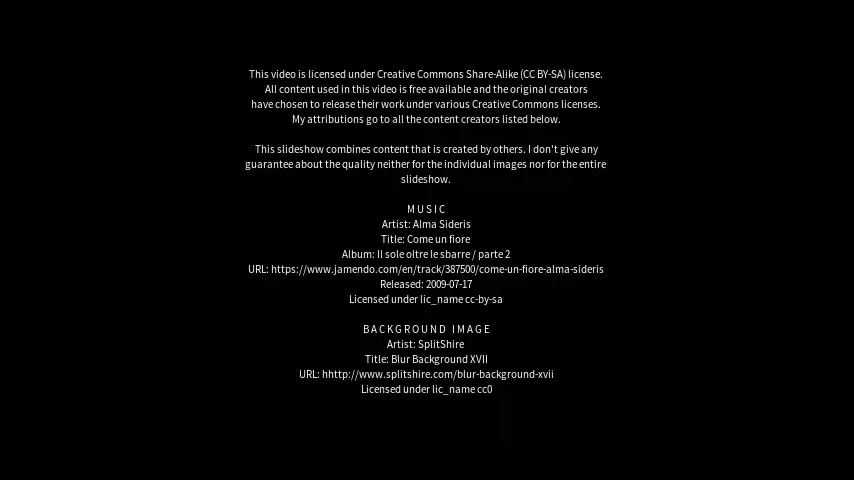 This video is licensed under Creative Commons Share-Alike (CC BY-SA) license.
All content used in this video is free available and the original creators
have chosen to release their work under various Creative Commons licenses.
My attributions go to all the content creators listed below.
This slideshow combines content that is created by others. I don't give any
guarantee about the quality neither for the individual images nor for the entire
slideshow.
MUSIC
Artist: Alma Sideris
Title: Come un fiore
Album: Il sole oltre le sbarre / parte 2
URL: https://www.jamendo.com/en/track/387500/come-un-fiore-alma-sideris
Released: 2009-07-17
Licensed under lic_name cc-by-sa
BACKGROUND IMAGE
Artist: SplitShire
Title: Blur Background XVII
URL: hhttp://www.splitshire.com/blur-background-xvii
Licensed under lic_name cc0